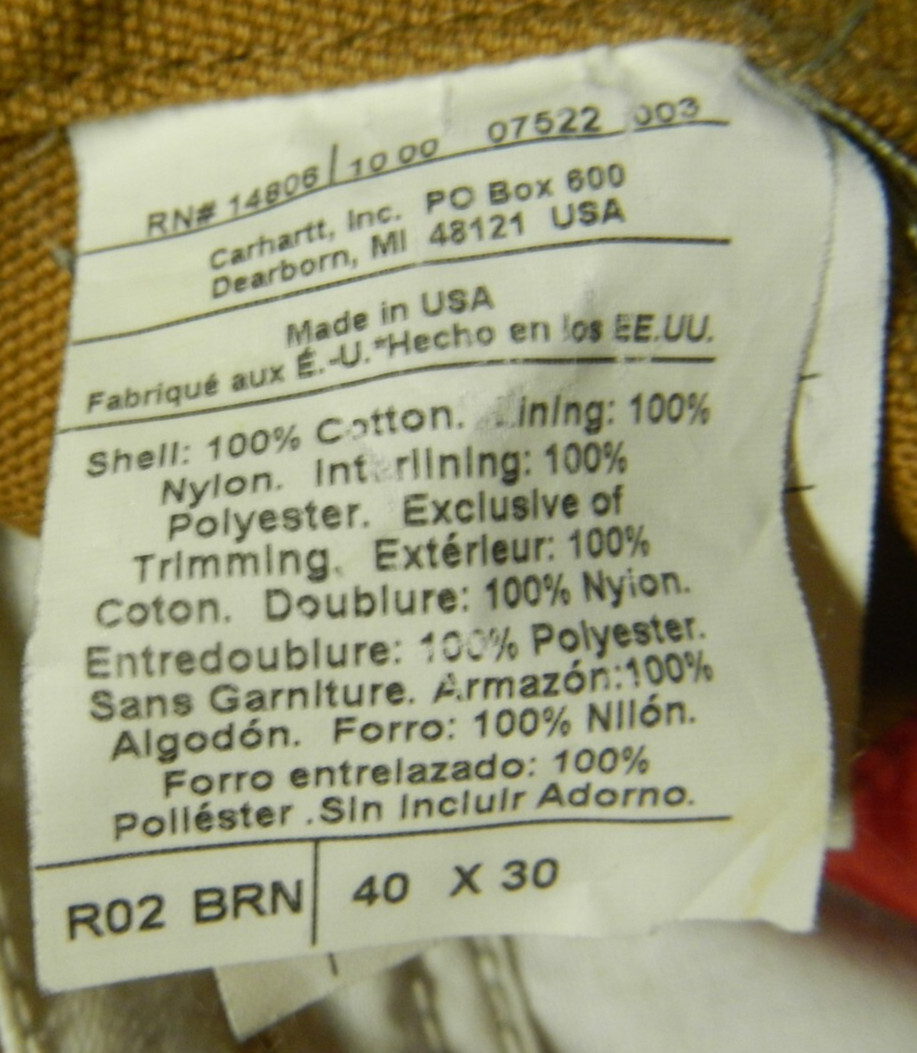 RN# 14806 10 00 07522 003
Carhartt, Inc. PO Box 600
Dearborn, MI 48121 USA
Made in USA
Fabriqué aux É.-U.*Hecho en los EE.UU.
Shell: 100% Cotton. Lining: 100%
Nylon. Interlining: 100%
Polyester. Exclusive of
Trimming. Extérieur: 100%
Coton. Doublure: 100% Nylon.
Entredoublure: 100% Polyester.
Sans Garniture. Armazón:100%
Algodón. Forro: 100% Nilón.
Forro entrelazado: 100%
Poliéster .Sin Incluir Adorno.
R02 BRN 40 X 30